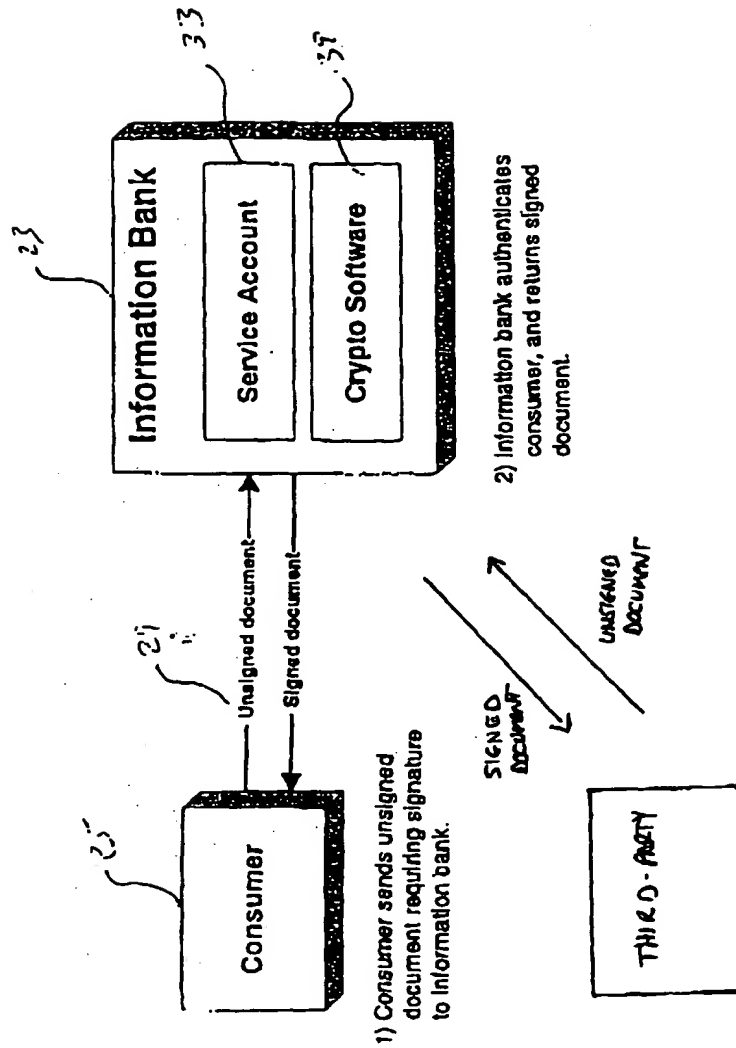 23
Information Bank
33
Service Account
Crypto Software
Unsigned document
Signed document
25
Consumer
1) Consumer sends unsigned
document requiring signature
to Information bank.
2) Information bank authenticates
consumer, and returns signed
document.
SIGNED
DOCUMENT
UNSIGNED
DOCUMENT
THIRD-PARTY